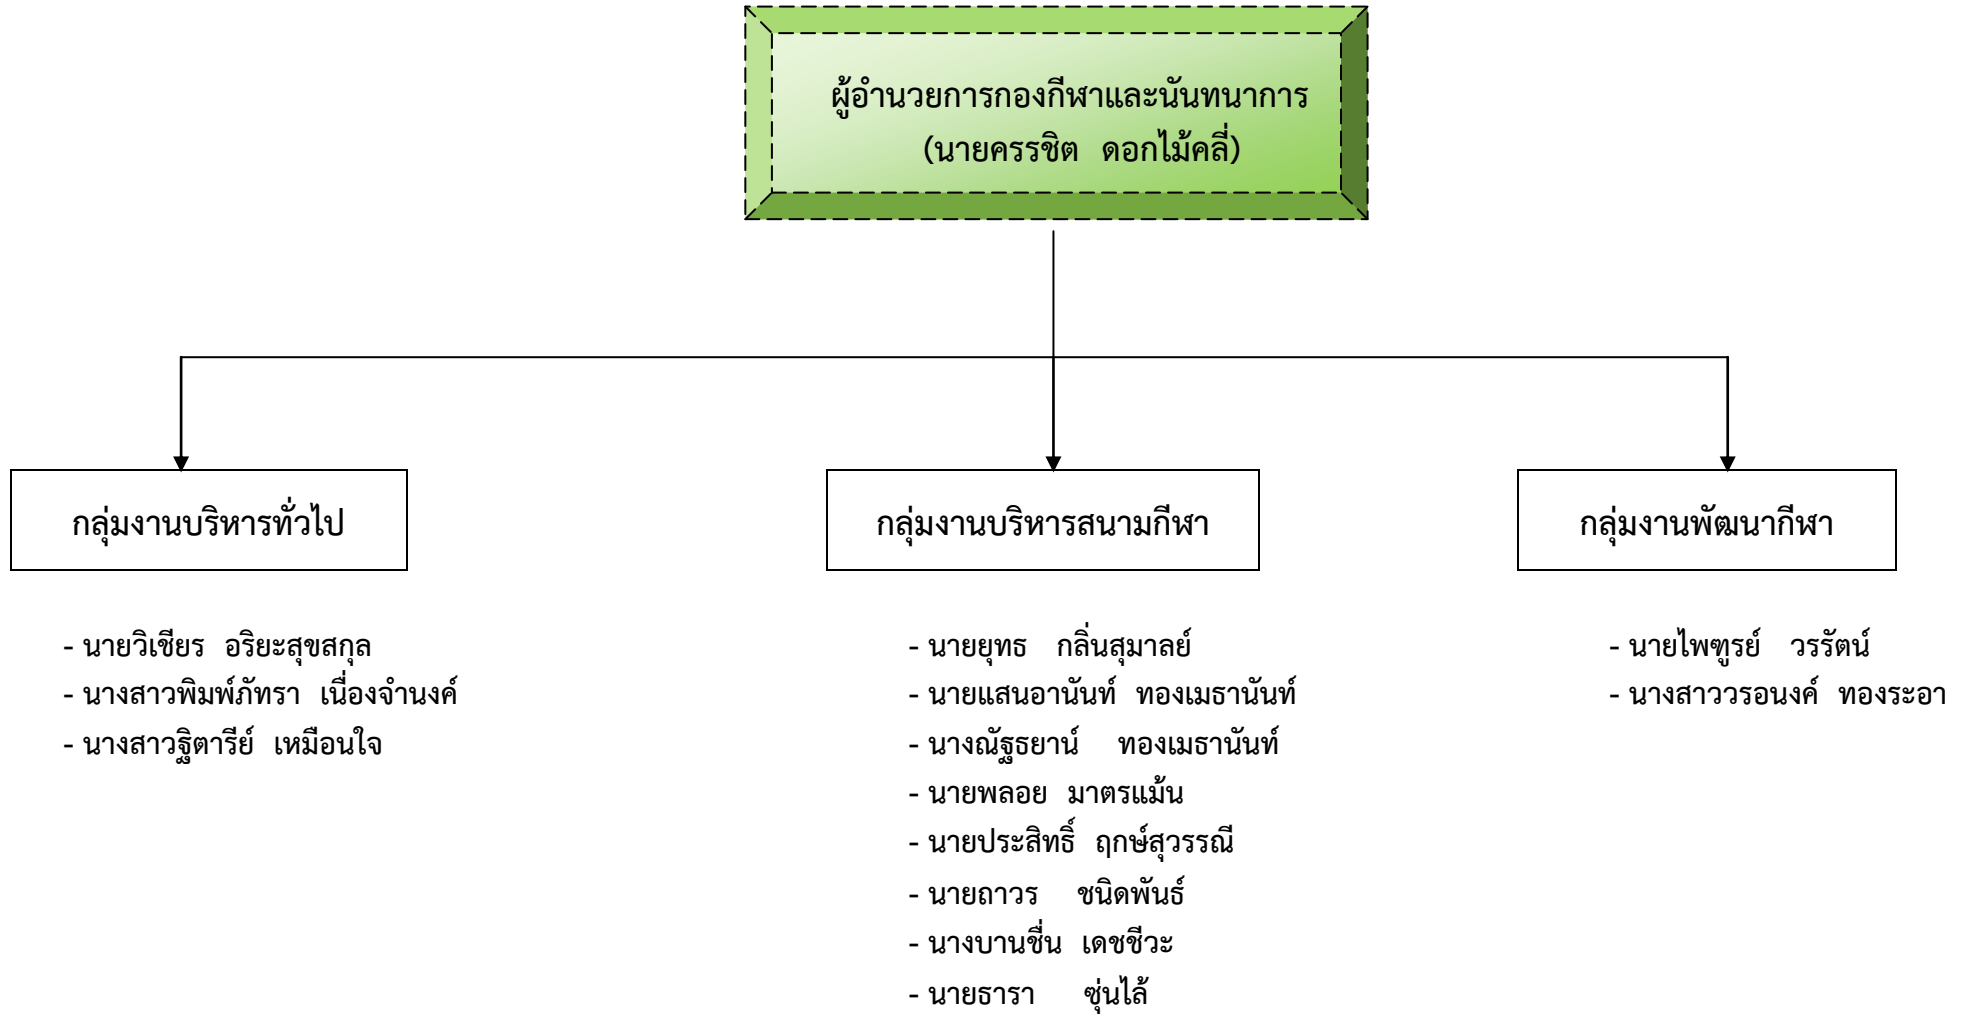 ผู้อำนวยการกองกีฬาและนันทนาการ
(นายครรชิต ดอกไม้คลี่)
กลุ่มงานบริหารทั่วไป
- นายวิเชียร อริยะสุขสกุล
- นางสาวพิมพ์ภัทรา เนื่องจำนงค์
- นางสาวฐิตารีย์ เหมือนใจ
กลุ่มงานบริหารสนามกีฬา
- นายยุทธ กลิ่นสุมาลย์
- นายแสนอานันท์ ทองเมธานันท์
- นางณัฐธยาน์ ทองเมธานันท์
- นายพลอย มาตรแม้น
- นายประสิทธิ์ ฤกษ์สุวรรณี
- นายถาวร ชนิดพันธ์
- นางบานชื่น เดชชีวะ
- นายธารา ซุ่นไล้
กลุ่มงานพัฒนากีฬา
- นายไพฑูรย์ วรรัตน์
- นางสาววรอนงค์ ทองระอา